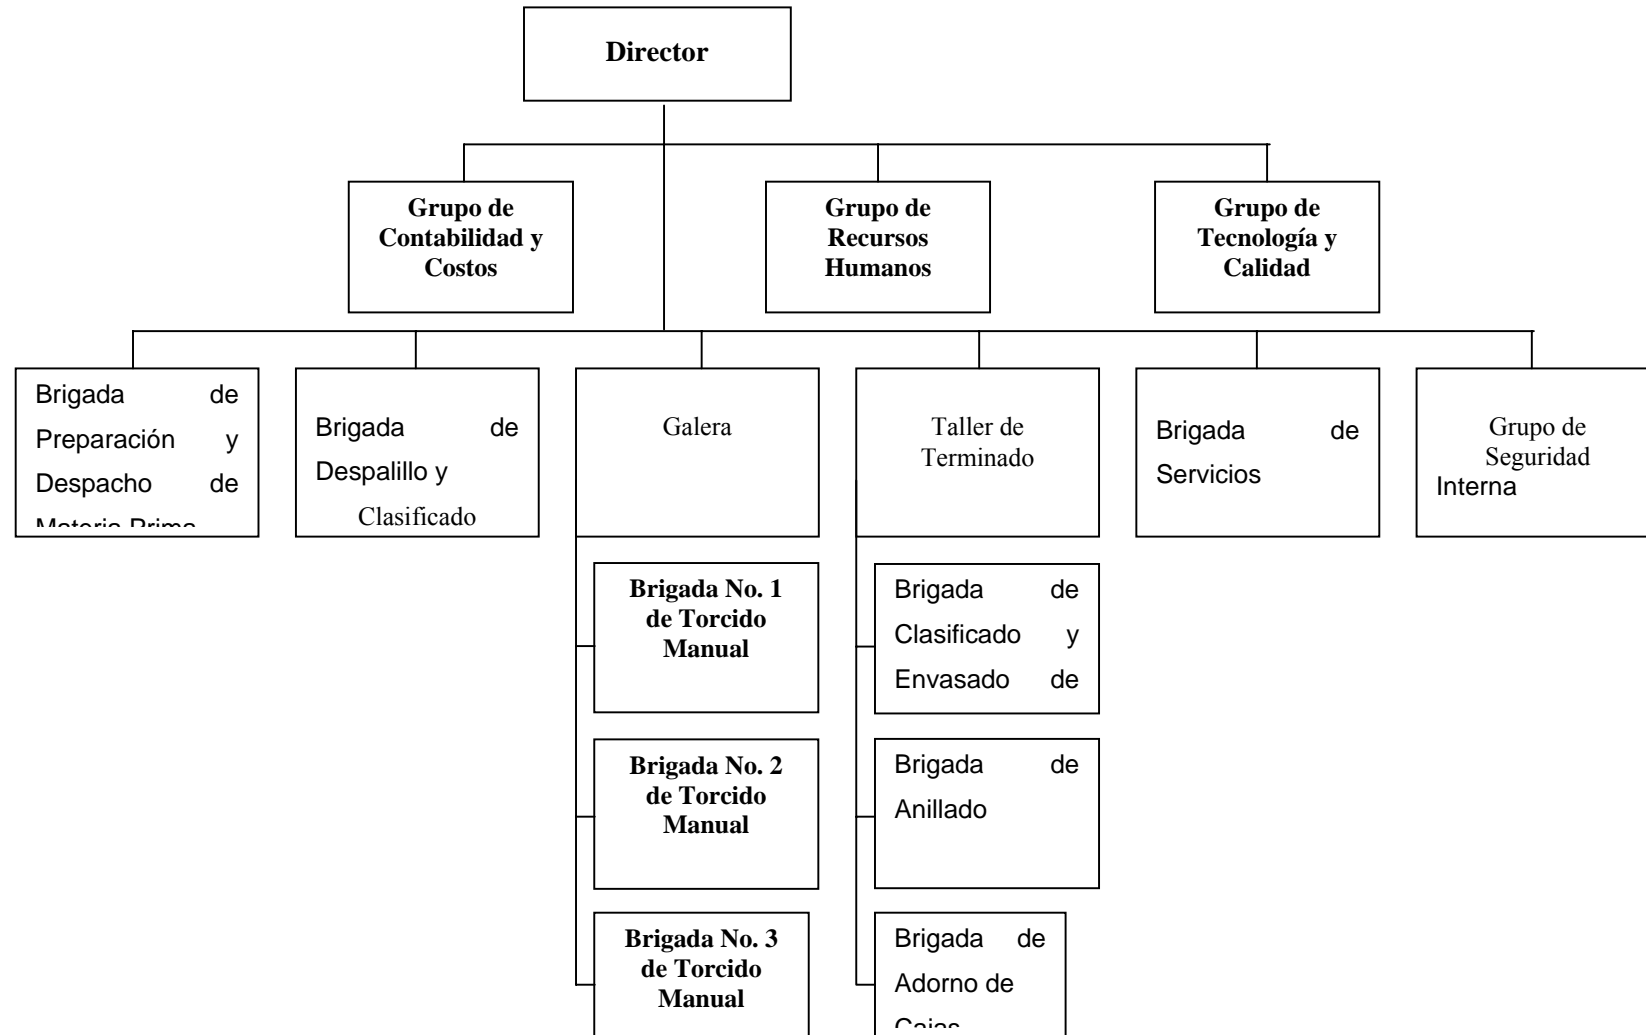 Director
Grupo de
Contabilidad y
Costos
Grupo de
Recursos
Humanos
Grupo de
Tecnología y
Calidad
Brigada de
Preparación y
Despacho de
Materia Prima
Brigada de
Despalillo y
Clasificado
Galera
Taller de
Terminado
Brigada de
Servicios
Grupo de
Seguridad
Interna
Brigada No. 1
de Torcido
Manual
Brigada No. 2
de Torcido
Manual
Brigada No. 3
de Torcido
Manual
Brigada de
Clasificado y
Envasado de
Brigada de
Anillado
Brigada de
Adorno de
Cajas